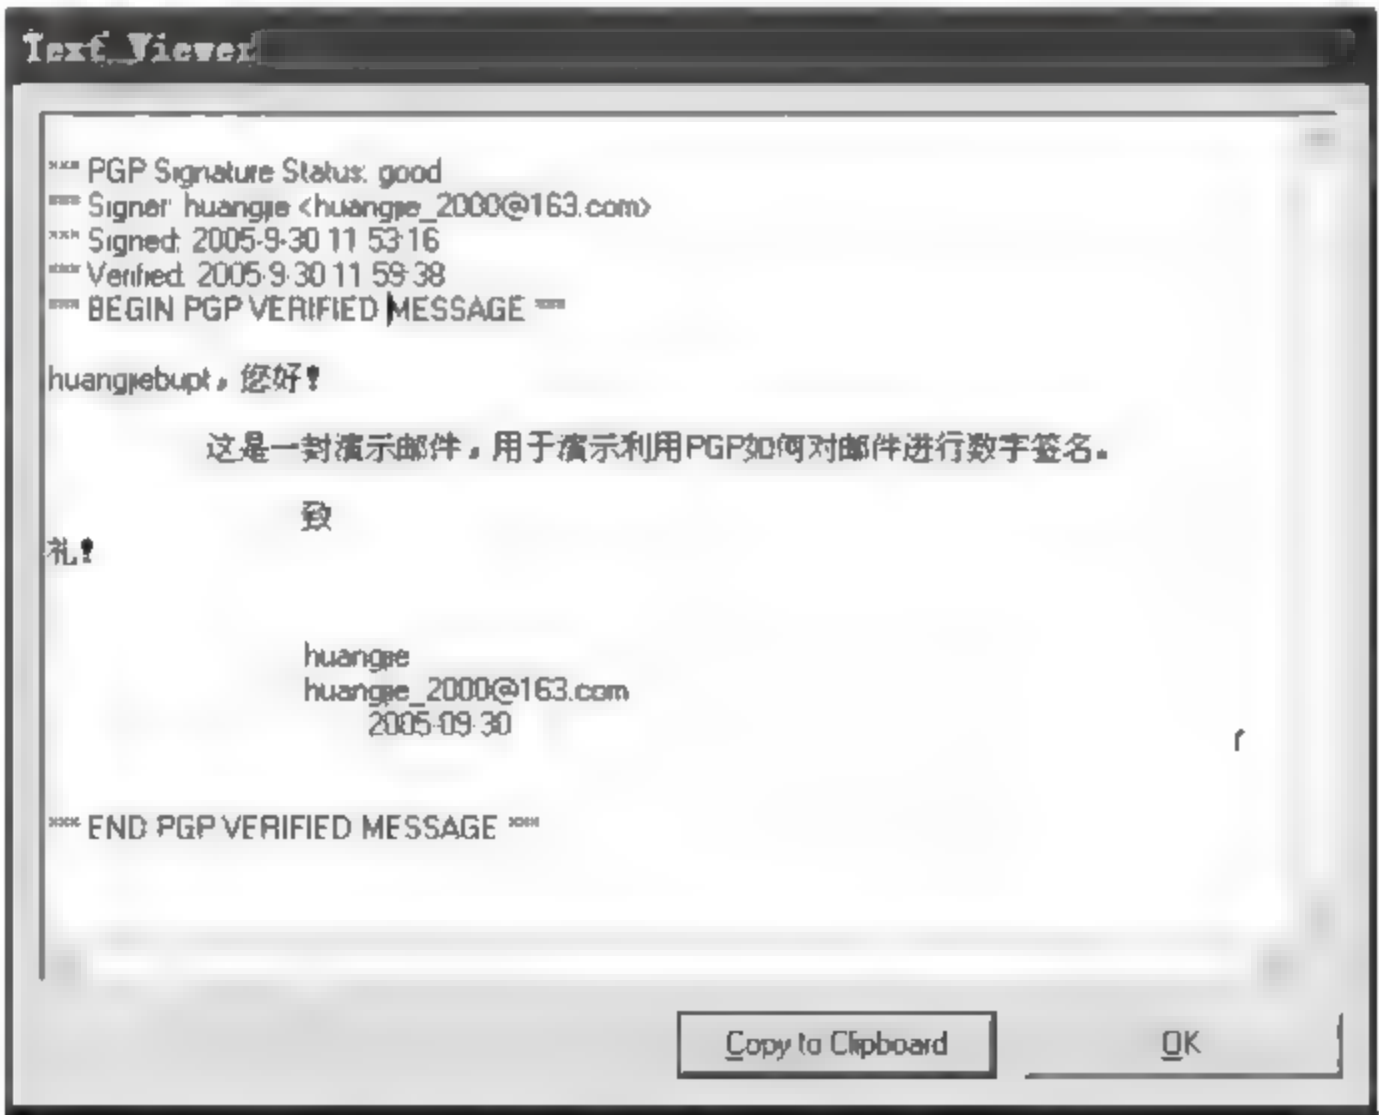 Text Viewer
*** PGP Signature Status: good
*** Signer: huangjie <huangjie_2000@163.com>
*** Signed: 2005-9-30 11:53:16
*** Verified: 2005-9-30 11:59:38
*** BEGIN PGP VERIFIED MESSAGE ***
huangjiebupt，您好！
这是一封演示邮件，用于演示利用PGP如何对邮件进行数字签名。
致
礼！
huangjie
huangjie_2000@163.com
2005-09-30
*** END PGP VERIFIED MESSAGE ***
Copy to Clipboard
OK